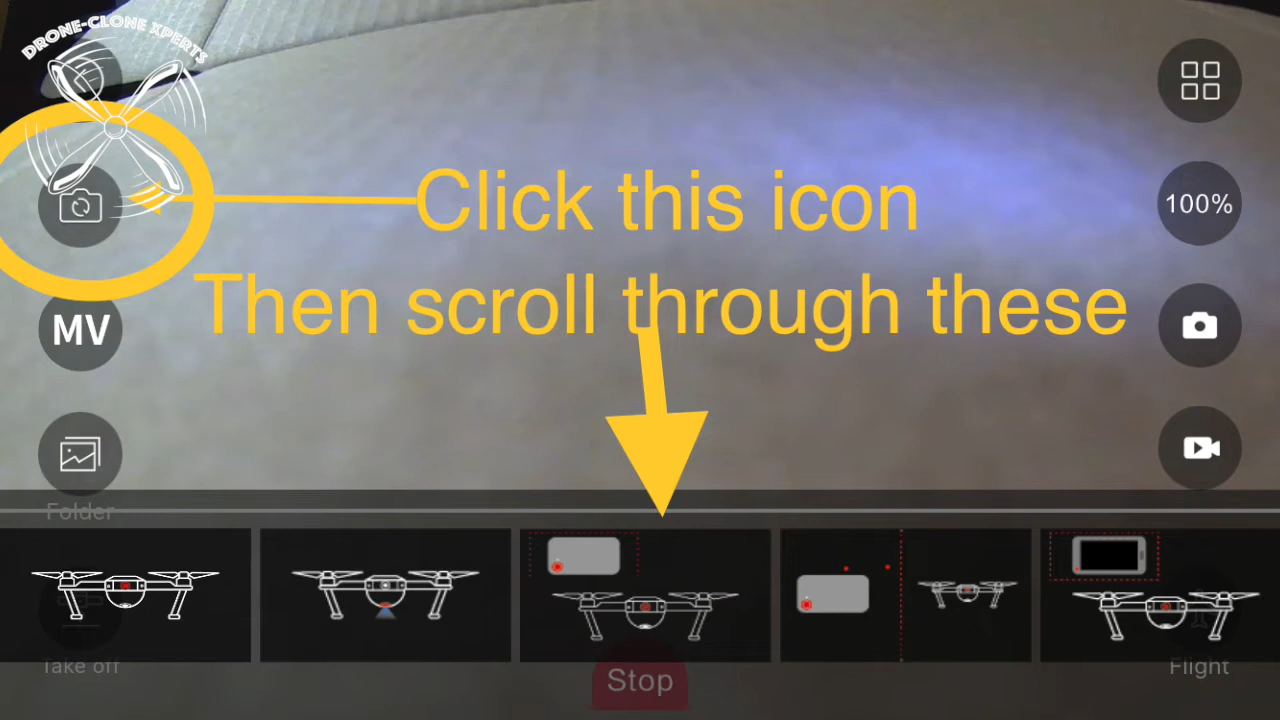 DRONE-CLONE XPERTS
Click this icon
100%
Then scroll through these
MV
Folder
Take off
Stop
Flight